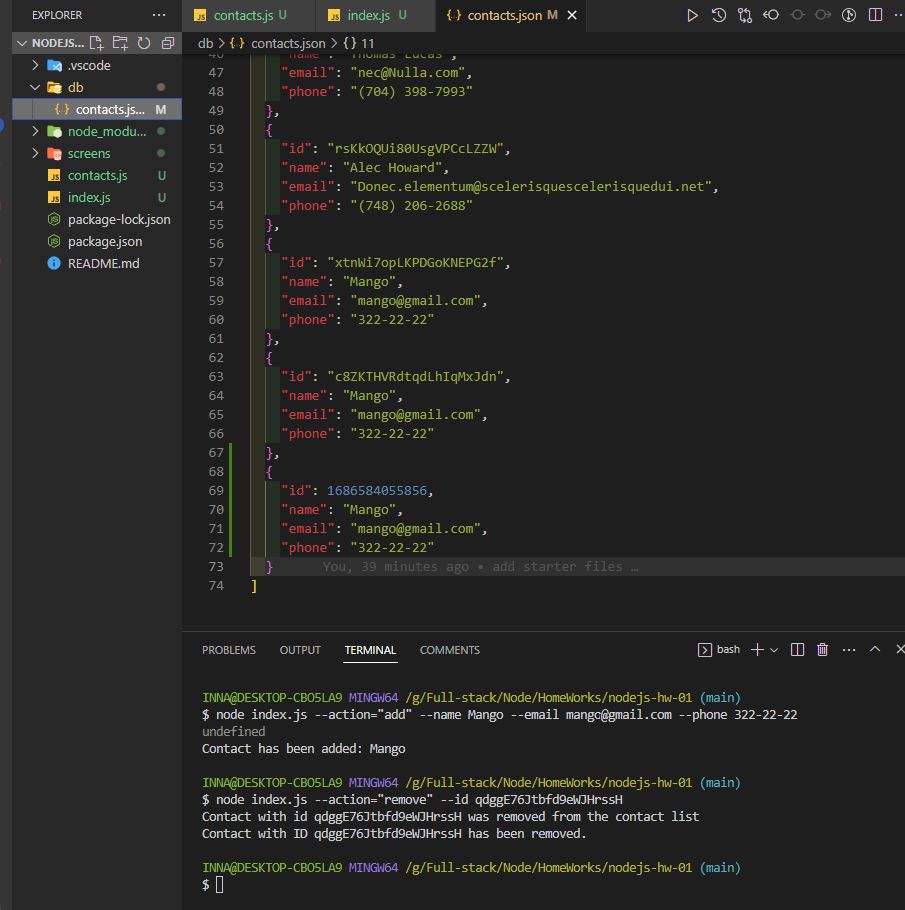 EXPLORER ···
contacts.js U
index.js U
contacts.json M
NODEJS...
.vscode
db
contacts.js... M
node_modu...
screens
contacts.js U
index.js U
package-lock.json
package.json
README.md
db > {} contacts.json > {} 11
46 "name": "Thomas Lucas",
47 "email": "nec@Nulla.com",
48 "phone": "(704) 398-7993"
49 },
50 {
51 "id": "rsKkOQUi80UsgVPCcLZZW",
52 "name": "Alec Howard",
53 "email": "Donec.elementum@scelerisquescelerisquedui.net",
54 "phone": "(748) 206-2688"
55 },
56 {
57 "id": "xtnWi7opLKPDGoKNEPG2f",
58 "name": "Mango",
59 "email": "mango@gmail.com",
60 "phone": "322-22-22"
61 },
62 {
63 "id": "c8ZKTHVRdtqdLhIqMxJdn",
64 "name": "Mango",
65 "email": "mango@gmail.com",
66 "phone": "322-22-22"
67 },
68 {
69 "id": 1686584055856,
70 "name": "Mango",
71 "email": "mango@gmail.com",
72 "phone": "322-22-22"
73 } You, 39 minutes ago • add starter files …
74 ]
PROBLEMS OUTPUT TERMINAL COMMENTS
bash
INNA@DESKTOP-CBO5LA9 MINGW64 /g/Full-stack/Node/HomeWorks/nodejs-hw-01 (main)
$ node index.js --action="add" --name Mango --email mango@gmail.com --phone 322-22-22
undefined
Contact has been added: Mango
INNA@DESKTOP-CBO5LA9 MINGW64 /g/Full-stack/Node/HomeWorks/nodejs-hw-01 (main)
$ node index.js --action="remove" --id qdggE76Jtbfd9eWJHrssH
Contact with id qdggE76Jtbfd9eWJHrssH was removed from the contact list
Contact with ID qdggE76Jtbfd9eWJHrssH has been removed.
INNA@DESKTOP-CBO5LA9 MINGW64 /g/Full-stack/Node/HomeWorks/nodejs-hw-01 (main)
$